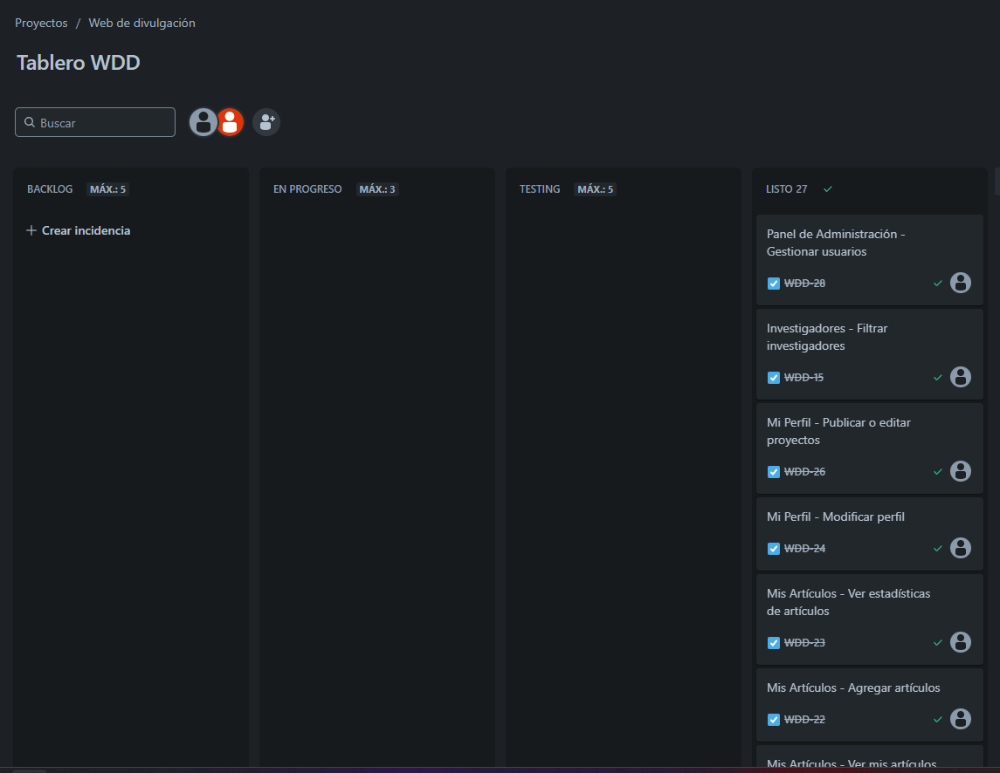 Proyectos / Web de divulgación
Tablero WDD
Buscar
BACKLOG MÁX.: 5
Crear incidencia
EN PROGRESO MÁX.: 3
TESTING MÁX.: 5
LISTO 27
Panel de Administración -
Gestionar usuarios
WDD-28
Investigadores - Filtrar
investigadores
WDD-15
Mi Perfil - Publicar o editar
proyectos
WDD-26
Mi Perfil - Modificar perfil
WDD-24
Mis Artículos - Ver estadísticas
de artículos
WDD-23
Mis Artículos - Agregar artículos
WDD-22
Mis Artículos - Ver mis artículos